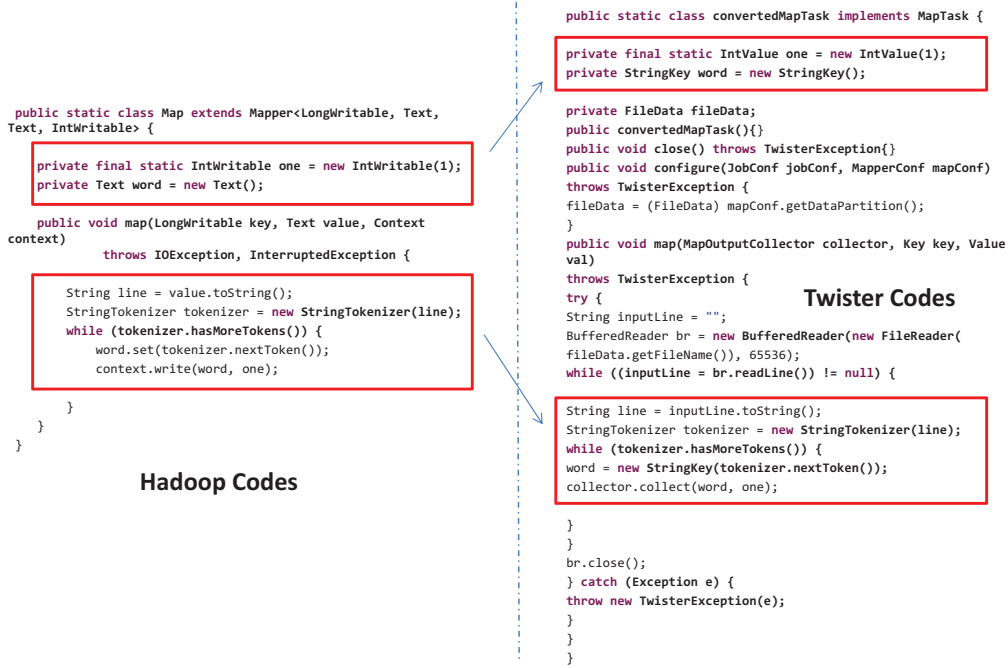 public static class Map extends Mapper<LongWritable, Text,
Text, IntWritable> {
private final static IntWritable one = new IntWritable(1);
private Text word = new Text();
public void map(LongWritable key, Text value, Context
context)
throws IOException, InterruptedException {
String line = value.toString();
StringTokenizer tokenizer = new StringTokenizer(line);
while (tokenizer.hasMoreTokens()) {
word.set(tokenizer.nextToken());
context.write(word, one);
}
}
}
Hadoop Codes
public static class convertedMapTask implements MapTask {
private final static IntValue one = new IntValue(1);
private StringKey word = new StringKey();
private FileData fileData;
public convertedMapTask(){}
public void close() throws TwisterException{}
public void configure(JobConf jobConf, MapperConf mapConf)
throws TwisterException {
fileData = (FileData) mapConf.getDataPartition();
}
public void map(MapOutputCollector collector, Key key, Value
val)
throws TwisterException {
try {
String inputLine = "";
BufferedReader br = new BufferedReader(new FileReader(
fileData.getFileName()), 65536);
while ((inputLine = br.readLine()) != null) {
Twister Codes
String line = inputLine.toString();
StringTokenizer tokenizer = new StringTokenizer(line);
while (tokenizer.hasMoreTokens()) {
word = new StringKey(tokenizer.nextToken());
collector.collect(word, one);
}
}
br.close();
} catch (Exception e) {
throw new TwisterException(e);
}
}
}